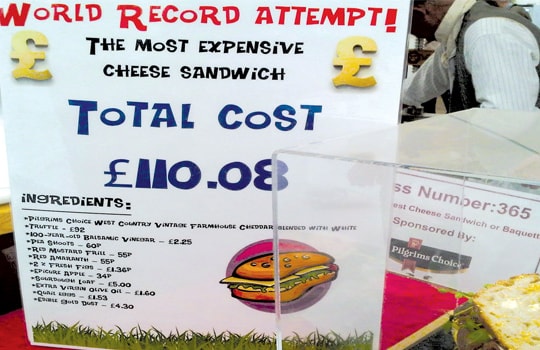 World Record Attempt!
The most expensive
cheese sandwich
£ £
Total Cost
£110.08
Ingredients:
*Pilgrims Choice West Country Vintage Farmhouse Cheddar blended with White
*Truffle - £92
*100-year-old Balsamic Vinegar - £2.25
*Pea Shoots - 60p
*Red Mustard Frill - 55p
*Red Amaranth - 55p
*2 x Fresh Figs - £1.36p
*Epicure Apple - 34p
*Sourdough Loaf - £5.00
*Extra Virgin Olive Oil - £1.60
*Quail Eggs - £1.53
*Edible Gold Dust - £4.30
ss Number:365
est Cheese Sandwich or Baquette
Sponsored By:
Pilgrims Choice